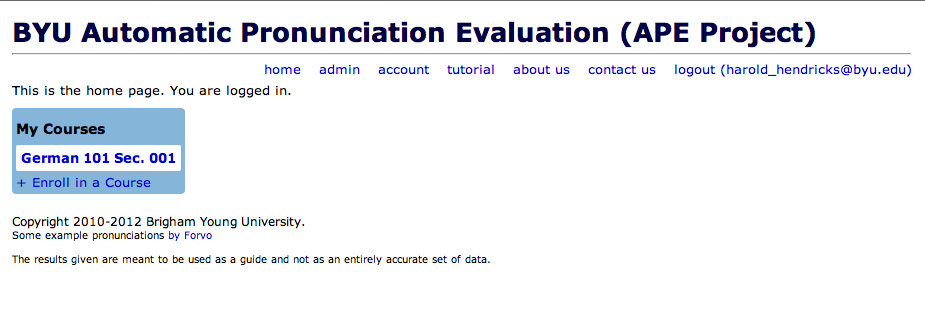 BYU Automatic Pronunciation Evaluation (APE Project)
home admin account tutorial about us contact us logout (harold_hendricks@byu.edu)
This is the home page. You are logged in.
My Courses
German 101 Sec. 001
+ Enroll in a Course
Copyright 2010-2012 Brigham Young University.
Some example pronunciations by Forvo
The results given are meant to be used as a guide and not as an entirely accurate set of data.